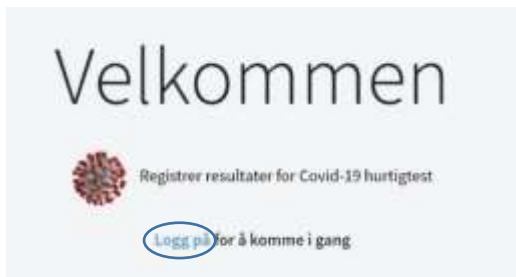 Velkommen
Registrer resultater for Covid-19 hurtigtest
Logg på for å komme i gang